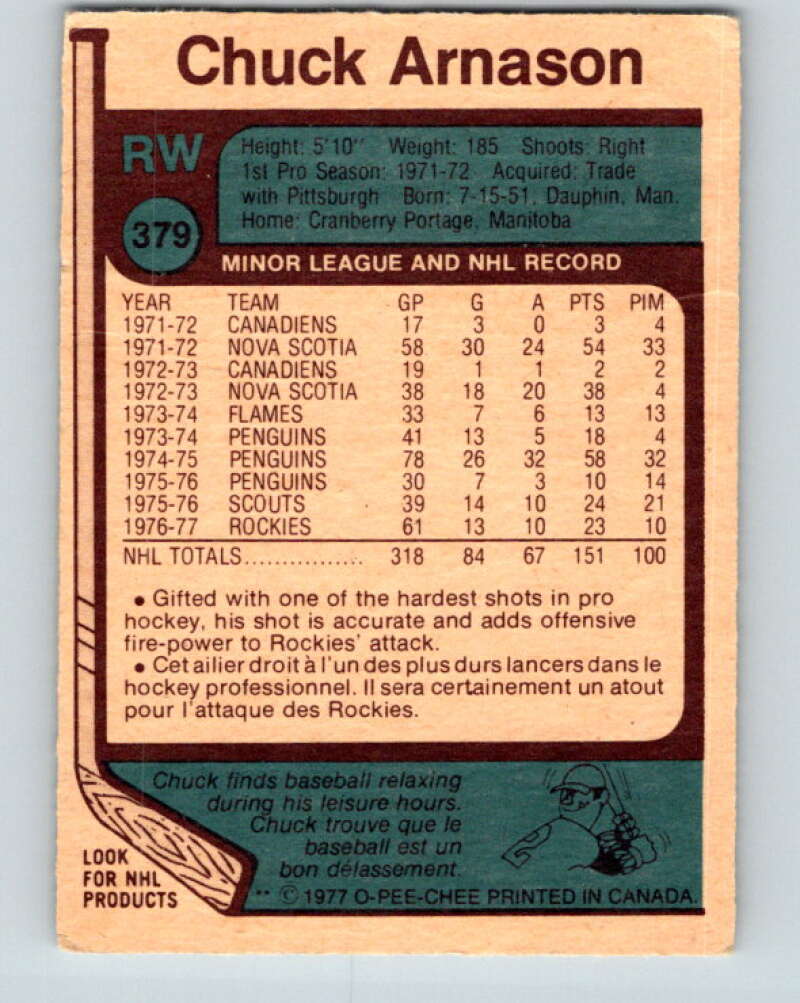 Chuck Arnason
RW
Height: 5'10'' Weight: 185 Shoots: Right
1st Pro Season: 1971-72 Acquired: Trade
with Pittsburgh Born: 7-15-51, Dauphin, Man.
Home: Cranberry Portage, Manitoba
379
MINOR LEAGUE AND NHL RECORD
YEAR TEAM GP G A PTS PIM
1971-72 CANADIENS 17 3 0 3 4
1971-72 NOVA SCOTIA 58 30 24 54 33
1972-73 CANADIENS 19 1 1 2 2
1972-73 NOVA SCOTIA 38 18 20 38 4
1973-74 FLAMES 33 7 6 13 13
1973-74 PENGUINS 41 13 5 18 4
1974-75 PENGUINS 78 26 32 58 32
1975-76 PENGUINS 30 7 3 10 14
1975-76 SCOUTS 39 14 10 24 21
1976-77 ROCKIES 61 13 10 23 10
NHL TOTALS................ 318 84 67 151 100
• Gifted with one of the hardest shots in pro
hockey, his shot is accurate and adds offensive
fire-power to Rockies' attack.
• Cet ailier droit à l'un des plus durs lancers dans le
hockey professionnel. Il sera certainement un atout
pour l'attaque des Rockies.
Chuck finds baseball relaxing
during his leisure hours.
Chuck trouve que le
baseball est un
bon délassement.
LOOK
FOR NHL
PRODUCTS
** © 1977 O-PEE-CHEE PRINTED IN CANADA.